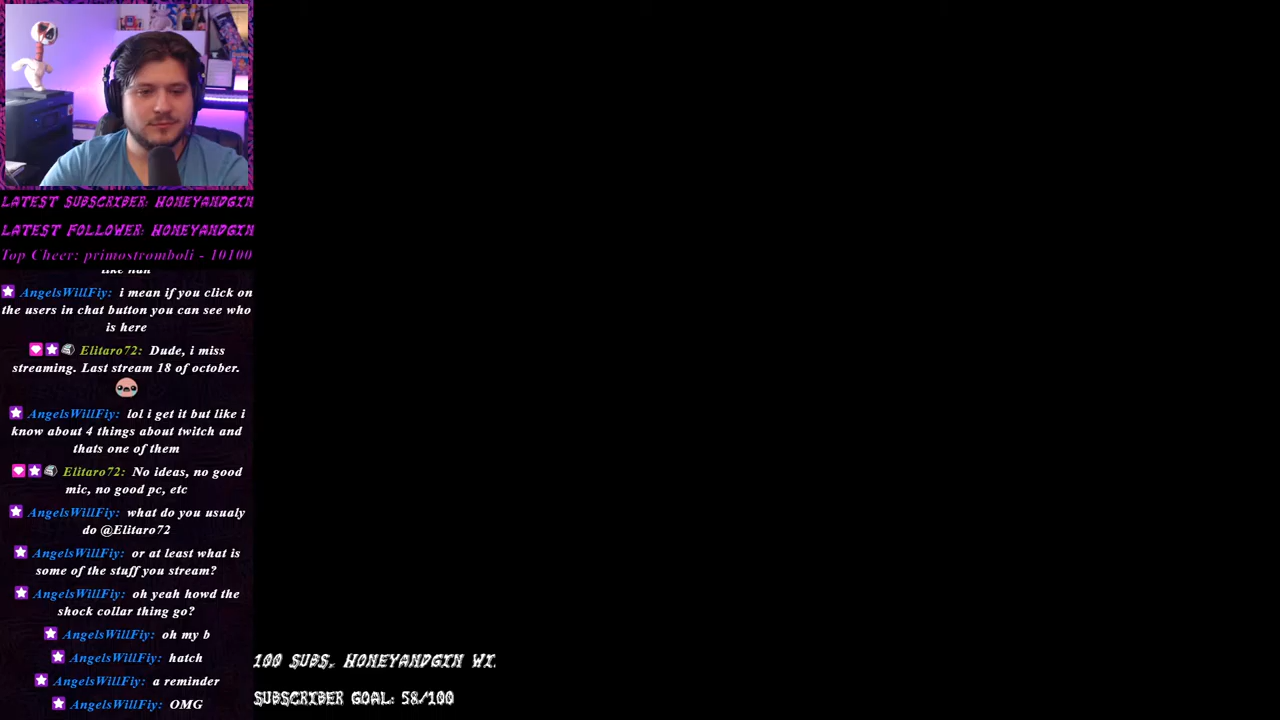 LATEST SUBSCRIBER: HONEYANDGIN
LATEST FOLLOWER: HONEYANDGIN
Top Cheer: primostromboli - 10100
like huh
AngelsWillFiy: i mean if you click on
the users in chat button you can see who
is here
Elitaro72: Dude, i miss
streaming. Last stream 18 of october.
AngelsWillFiy: lol i get it but like i
know about 4 things about twitch and
thats one of them
Elitaro72: No ideas, no good
mic, no good pc, etc
AngelsWillFiy: what do you usualy
do @Elitaro72
AngelsWillFiy: or at least what is
some of the stuff you stream?
AngelsWillFiy: oh yeah howd the
shock collar thing go?
AngelsWillFiy: oh my b
AngelsWillFiy: hatch
AngelsWillFiy: a reminder
AngelsWillFiy: OMG
100 SUBS, HONEYANDGIN WI
SUBSCRIBER GOAL: 58/100